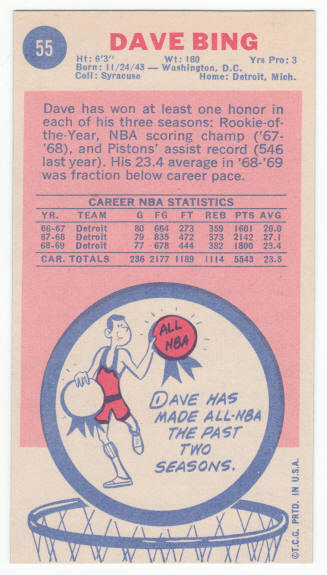 55
DAVE BING
Ht: 6'3" Wt: 180 Yrs Pro: 3
Born: 11/24/43 — Washington, D.C.
Coll: Syracuse Home: Detroit, Mich.
Dave has won at least one honor in
each of his three seasons: Rookie-of-
the-Year, NBA scoring champ ('67-
'68), and Pistons' assist record (546
last year). His 23.4 average in '68-'69
was fraction below career pace.
CAREER NBA STATISTICS
YR. TEAM G FG FT REB PTS AVG
66-67 Detroit 80 664 273 359 1601 20.0
67-68 Detroit 79 835 472 373 2142 27.1
68-69 Detroit 77 678 444 382 1800 23.4
CAR. TOTALS 236 2177 1189 1114 5543 23.5
ALL
NBA
DAVE HAS
MADE ALL-NBA
THE PAST
TWO
SEASONS.
©T.C.G. PRTD. IN U.S.A.